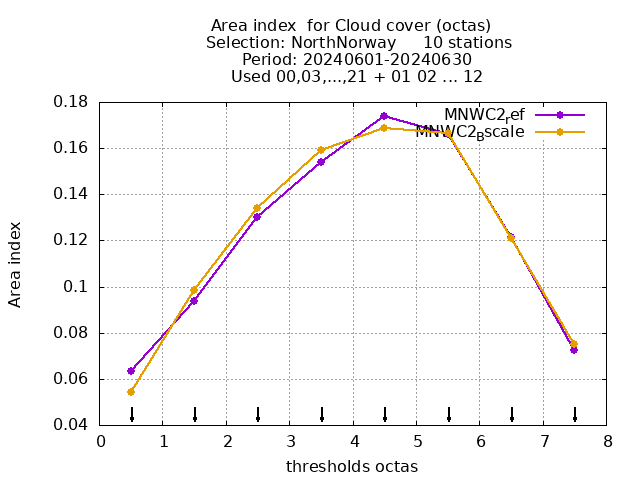 Area index  for Cloud cover (octas)
Selection: NorthNorway     10 stations
Period: 20240601-20240630
Used 00,03,...,21 + 01 02 ... 12
0.18
MNWC2_ref
MNWC2_Bscale
0.16
0.14
0.12
0.1
0.08
0.06
0.04
Area index
0 1 2 3 4 5 6 7 8
thresholds octas